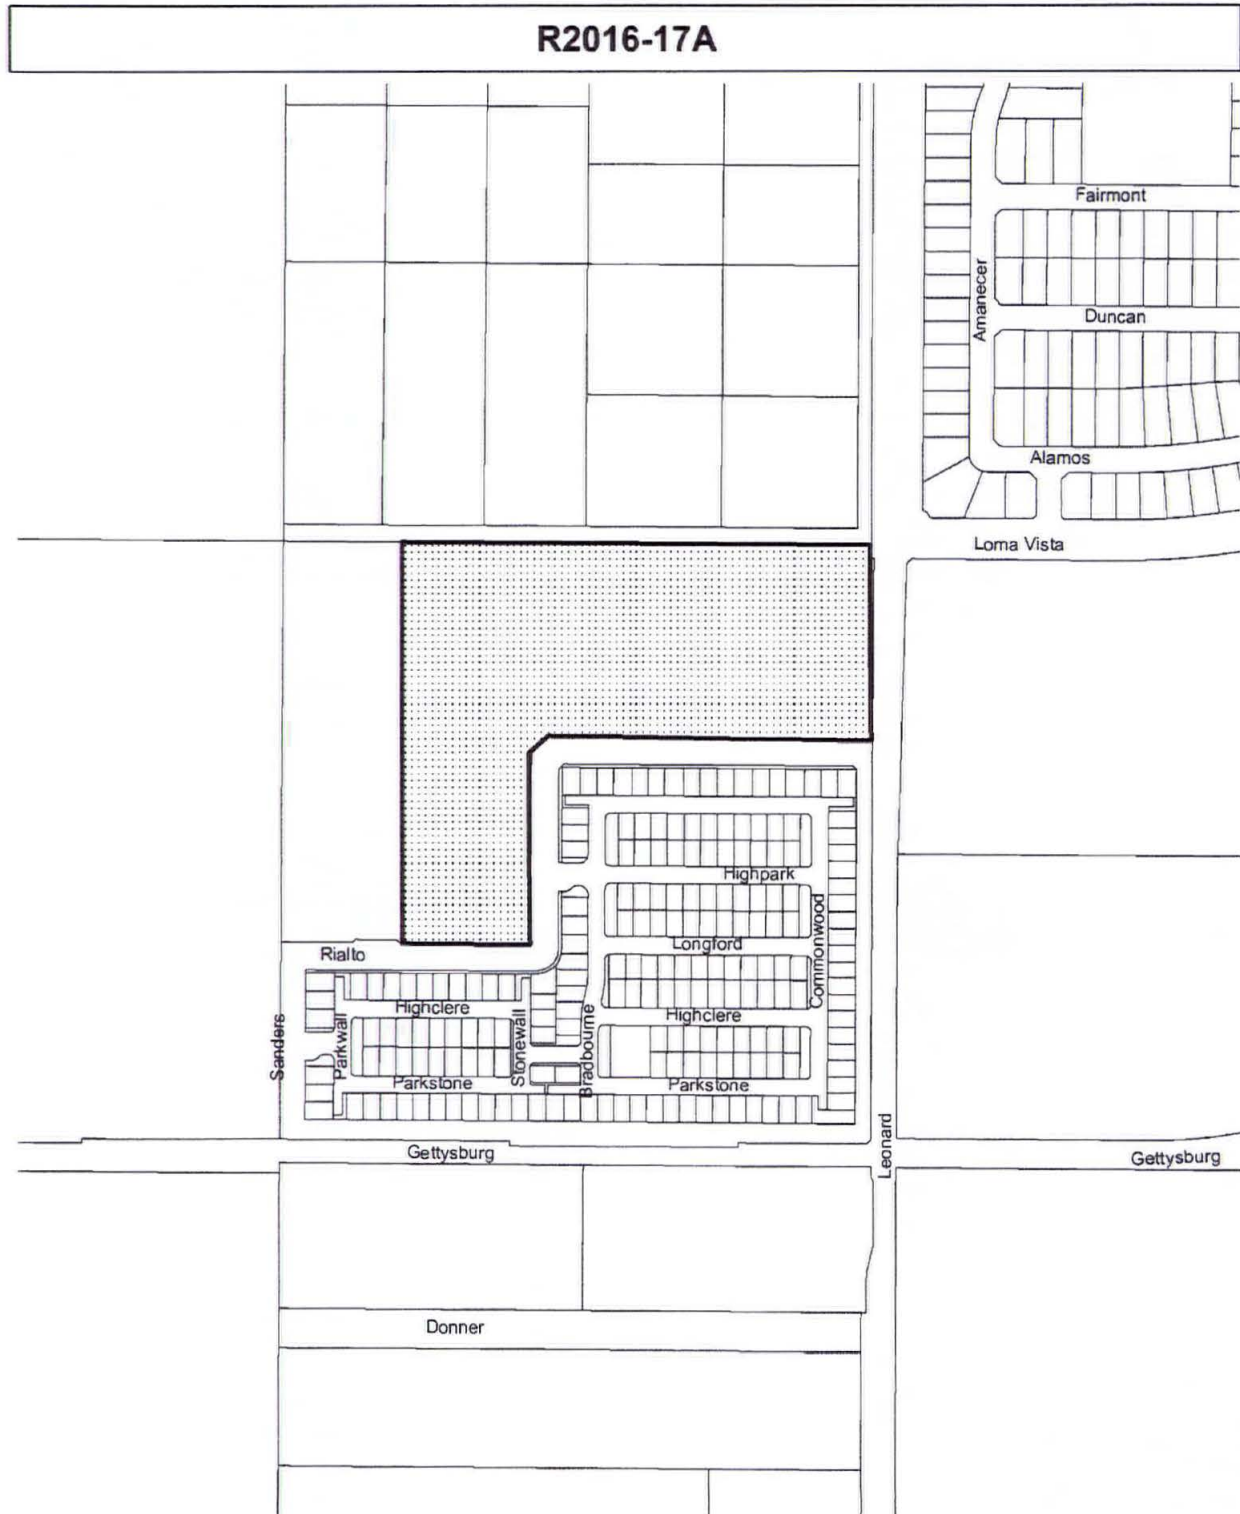 R2016-17A
Fairmont
Amanecer
Duncan
Alamos
Loma Vista
Highpark
Commonwood
Longford
Rialto
Highclere
Highclere
Sanders
Parkwall
Stonewall
Bradbourne
Parkstone
Parkstone
Leonard
Gettysburg
Gettysburg
Donner